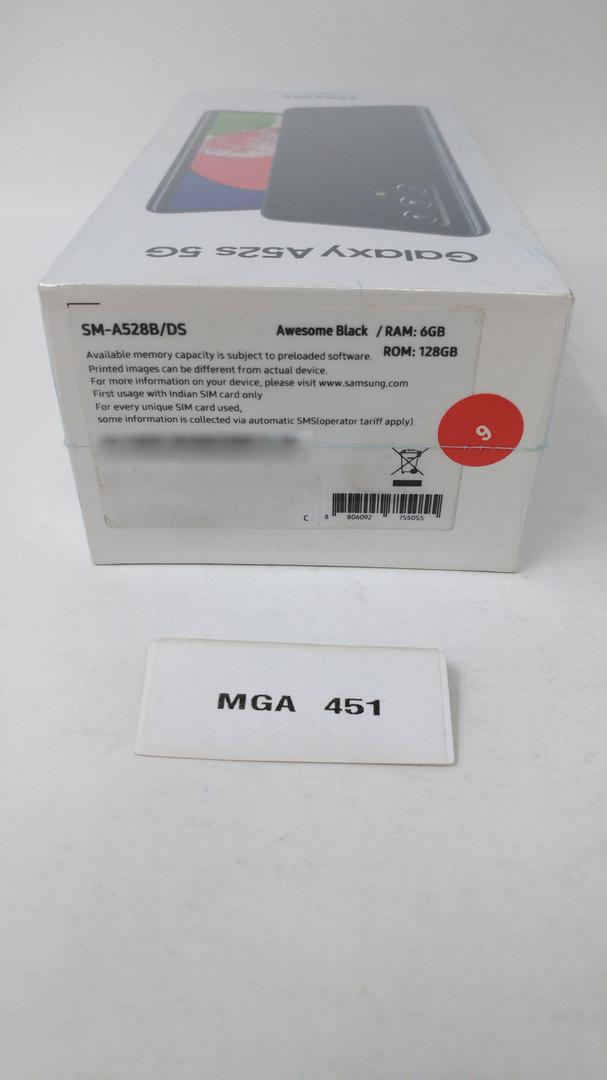 Galaxy A52s 5G
SM-A528B/DS Awesome Black / RAM: 6GB
ROM: 128GB
Available memory capacity is subject to preloaded software.
Printed images can be different from actual device.
For more information on your device, please visit www.samsung.com
First usage with Indian SIM card only
For every unique SIM card used,
some information is collected via automatic SMS(operator tariff apply)
9
C 8 806092 755055
MGA 451